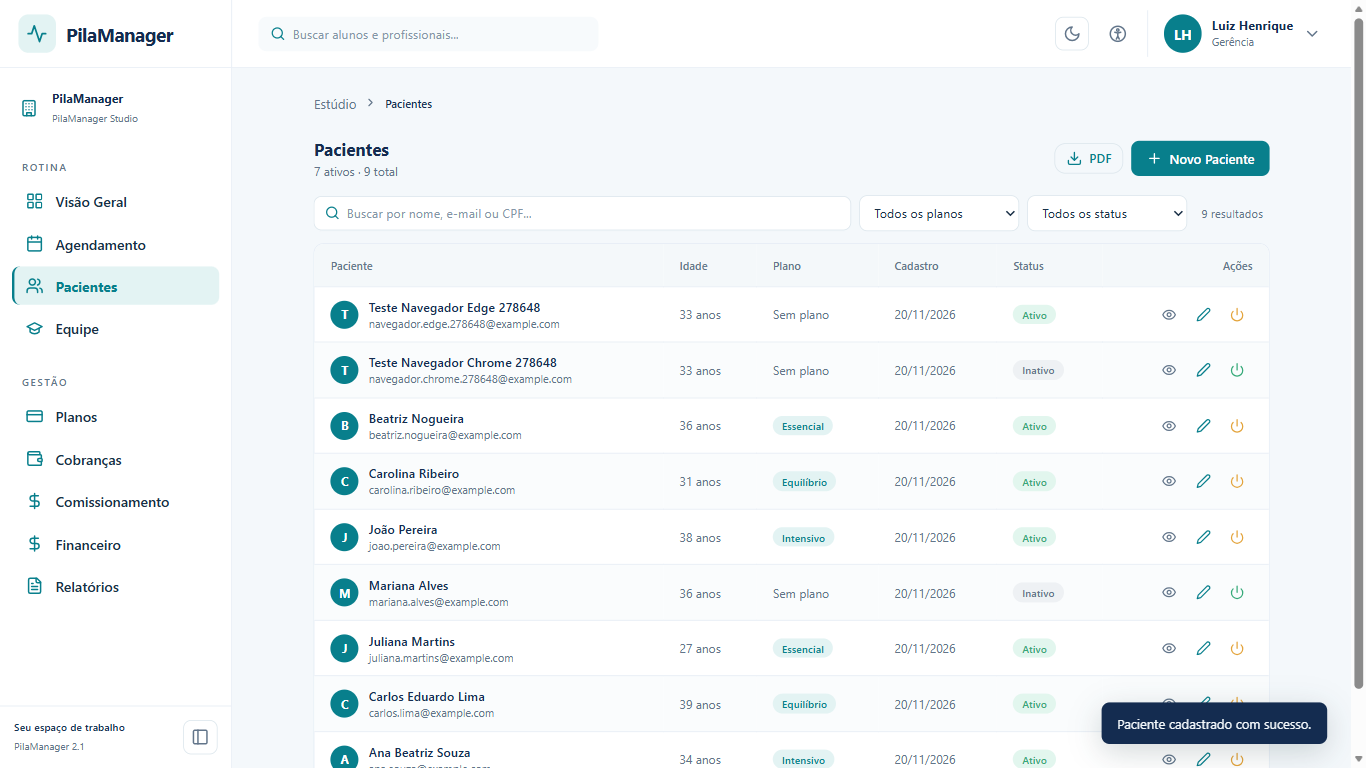 PilaManager
Buscar alunos e profissionais...
LH
Luiz Henrique
Gerência
PilaManager
PilaManager Studio
ROTINA
Visão Geral
Agendamento
Pacientes
Equipe
GESTÃO
Planos
Cobranças
Comissionamento
Financeiro
Relatórios
Seu espaço de trabalho
PilaManager 2.1
Estúdio > Pacientes
Pacientes
7 ativos · 9 total
PDF
+ Novo Paciente
Buscar por nome, e-mail ou CPF...
Todos os planos
Todos os status
9 resultados
Paciente Idade Plano Cadastro Status Ações
T Teste Navegador Edge 278648 33 anos Sem plano 20/11/2026 Ativo
navegador.edge.278648@example.com
T Teste Navegador Chrome 278648 33 anos Sem plano 20/11/2026 Inativo
navegador.chrome.278648@example.com
B Beatriz Nogueira 36 anos Essencial 20/11/2026 Ativo
beatriz.nogueira@example.com
C Carolina Ribeiro 31 anos Equilíbrio 20/11/2026 Ativo
carolina.ribeiro@example.com
J João Pereira 38 anos Intensivo 20/11/2026 Ativo
joao.pereira@example.com
M Mariana Alves 36 anos Sem plano 20/11/2026 Inativo
mariana.alves@example.com
J Juliana Martins 27 anos Essencial 20/11/2026 Ativo
juliana.martins@example.com
C Carlos Eduardo Lima 39 anos Equilíbrio 20/11/2026 Ativo
carlos.lima@example.com
A Ana Beatriz Souza 34 anos Intensivo 20/11/2026 Ativo
Paciente cadastrado com sucesso.